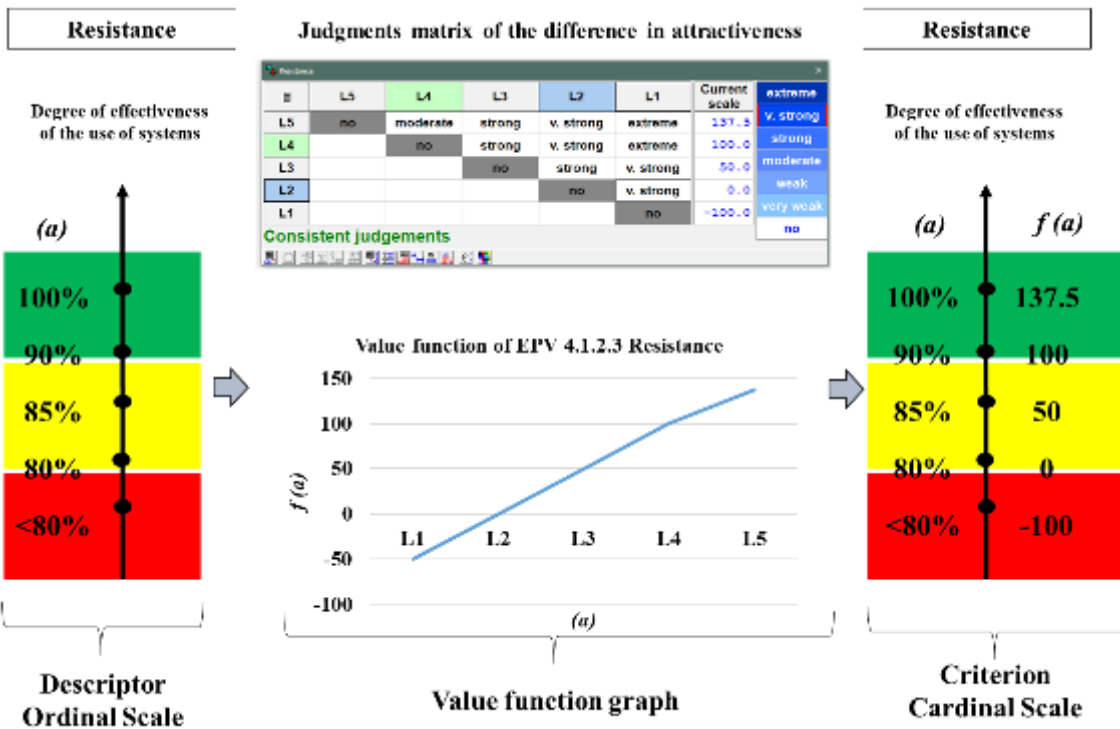 Resistance
Judgments matrix of the difference in attractiveness
Resistance
Degree of effectiveness
of the use of systems
(a)
100%
90%
85%
80%
<80%
Descriptor
Ordinal Scale
L5 L4 L3 L2 L1 Current scale
L5 no moderate strong v. strong extreme 137.5
L4 no strong v. strong extreme 100.0
L3 no strong v. strong 50.0
L2 no v. strong 0.0
L1 no -100.0
extreme
v. strong
strong
moderate
weak
very weak
no
Consistent judgements
Value function of EPV 4.1.2.3 Resistance
150
100
50
0
-50
-100
f (a)
L1 L2 L3 L4 L5
(a)
Value function graph
Degree of effectiveness
of the use of systems
(a) f (a)
100% 137.5
90% 100
85% 50
80% 0
<80% -100
Criterion
Cardinal Scale